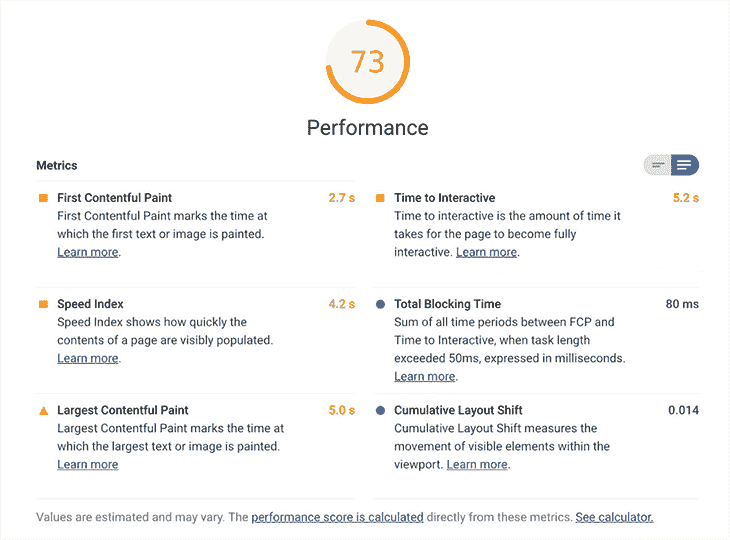 73
Performance
Metrics
First Contentful Paint 2.7 s
First Contentful Paint marks the time at
which the first text or image is painted.
Learn more.
Time to Interactive 5.2 s
Time to interactive is the amount of time it
takes for the page to become fully
interactive. Learn more.
Speed Index 4.2 s
Speed Index shows how quickly the
contents of a page are visibly populated.
Learn more.
Total Blocking Time 80 ms
Sum of all time periods between FCP and
Time to Interactive, when task length
exceeded 50ms, expressed in milliseconds.
Learn more.
Largest Contentful Paint 5.0 s
Largest Contentful Paint marks the time at
which the largest text or image is painted.
Learn more
Cumulative Layout Shift 0.014
Cumulative Layout Shift measures the
movement of visible elements within the
viewport. Learn more.
Values are estimated and may vary. The performance score is calculated directly from these metrics. See calculator.